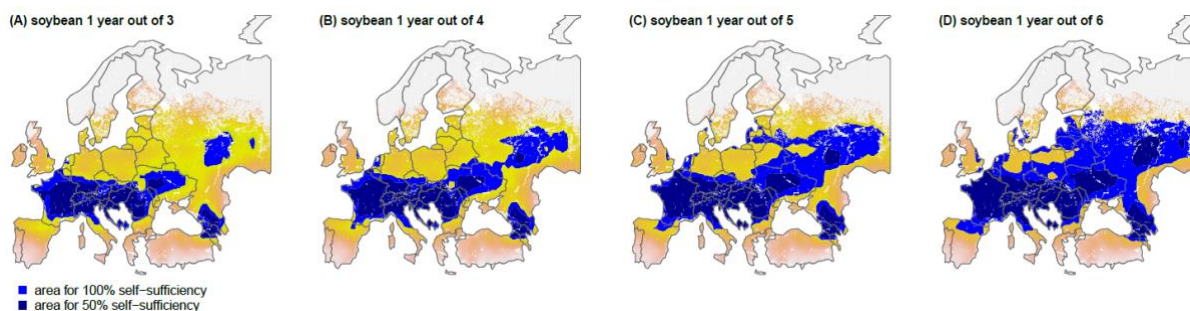 (A) soybean 1 year out of 3
(B) soybean 1 year out of 4
(C) soybean 1 year out of 5
(D) soybean 1 year out of 6
area for 100% self−sufficiency
area for 50% self−sufficiency